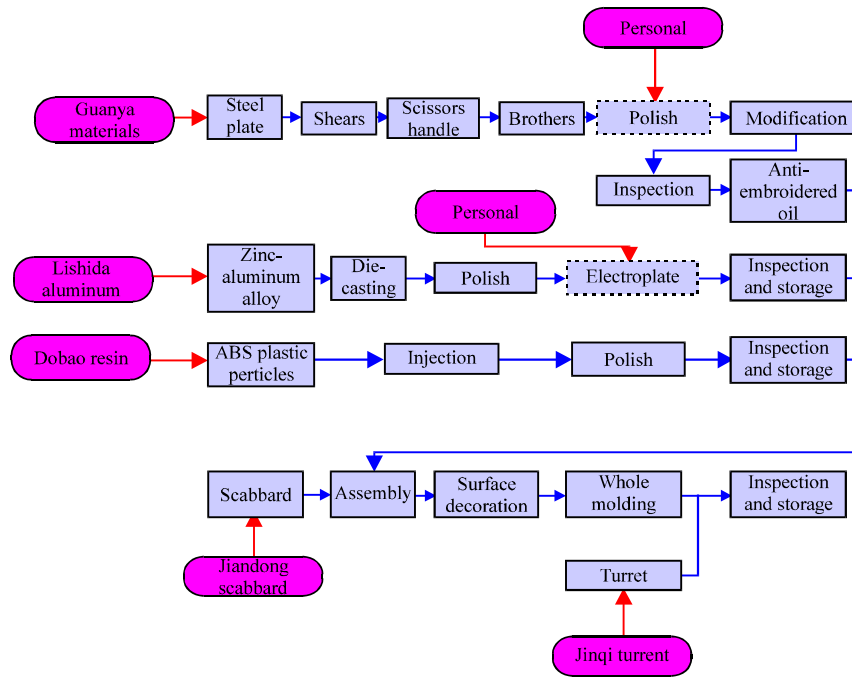 Personal
Guanya
materials
Steel
plate
Shears
Scissors
handle
Brothers
Polish
Modification
Inspection
Anti-
embroidered
oil
Personal
Lishida
aluminum
Zinc-
aluminum
alloy
Die-
casting
Polish
Electroplate
Inspection
and storage
Dobao resin
ABS plastic
perticles
Injection
Polish
Inspection
and storage
Scabbard
Assembly
Surface
decoration
Whole
molding
Inspection
and storage
Jiandong
scabbard
Turret
Jinqi turrent